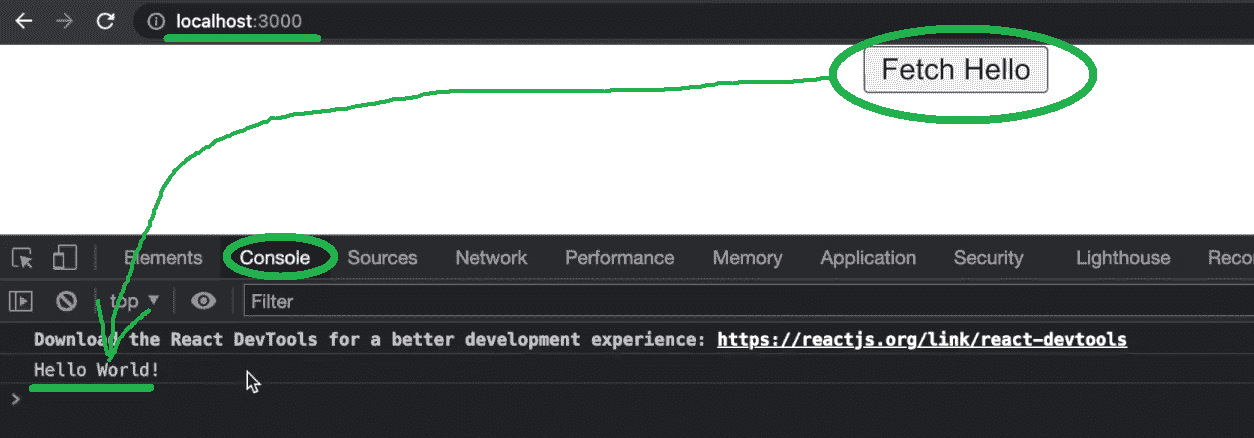 localhost:3000
Fetch Hello
Elements Console Sources Network Performance Memory Application Security Lighthouse Reco
top Filter
Download the React DevTools for a better development experience: https://reactjs.org/link/react-devtools
Hello World!
>